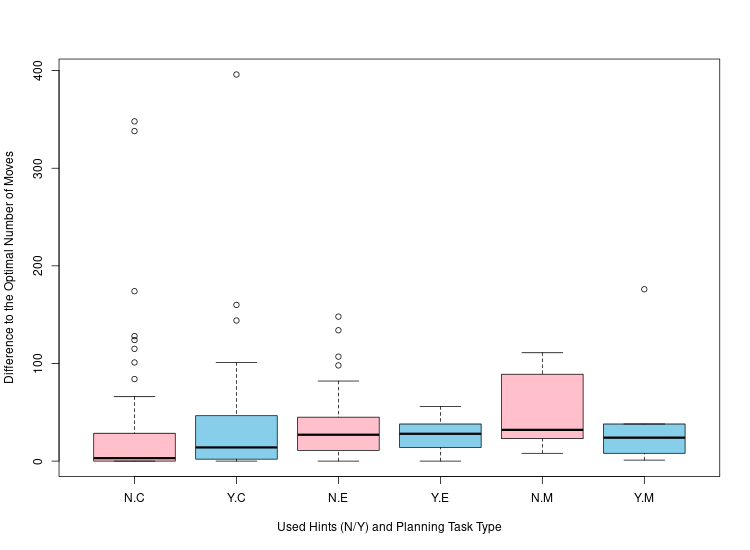 400
300
200
100
0
Difference to the Optimal Number of Moves
N.C Y.C N.E Y.E N.M Y.M
Used Hints (N/Y) and Planning Task Type